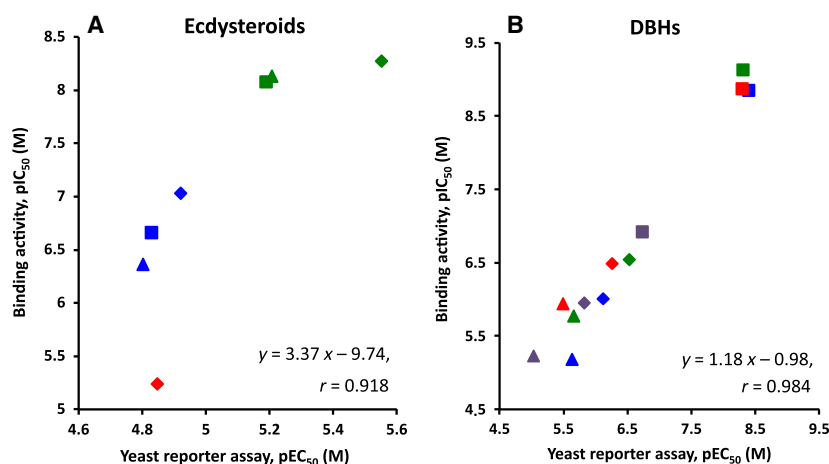 A
Ecdysteroids
8.5
8
7.5
7
6.5
6
5.5
5
4.6
4.8
5
5.2
5.4
5.6
Binding activity, pIC50 (M)
Yeast reporter assay, pEC50 (M)
y = 3.37 x – 9.74,
r = 0.918
B
DBHs
9.5
8.5
7.5
6.5
5.5
4.5
4.5
5.5
6.5
7.5
8.5
9.5
Binding activity, pIC50 (M)
Yeast reporter assay, pEC50 (M)
y = 1.18 x – 0.98,
r = 0.984